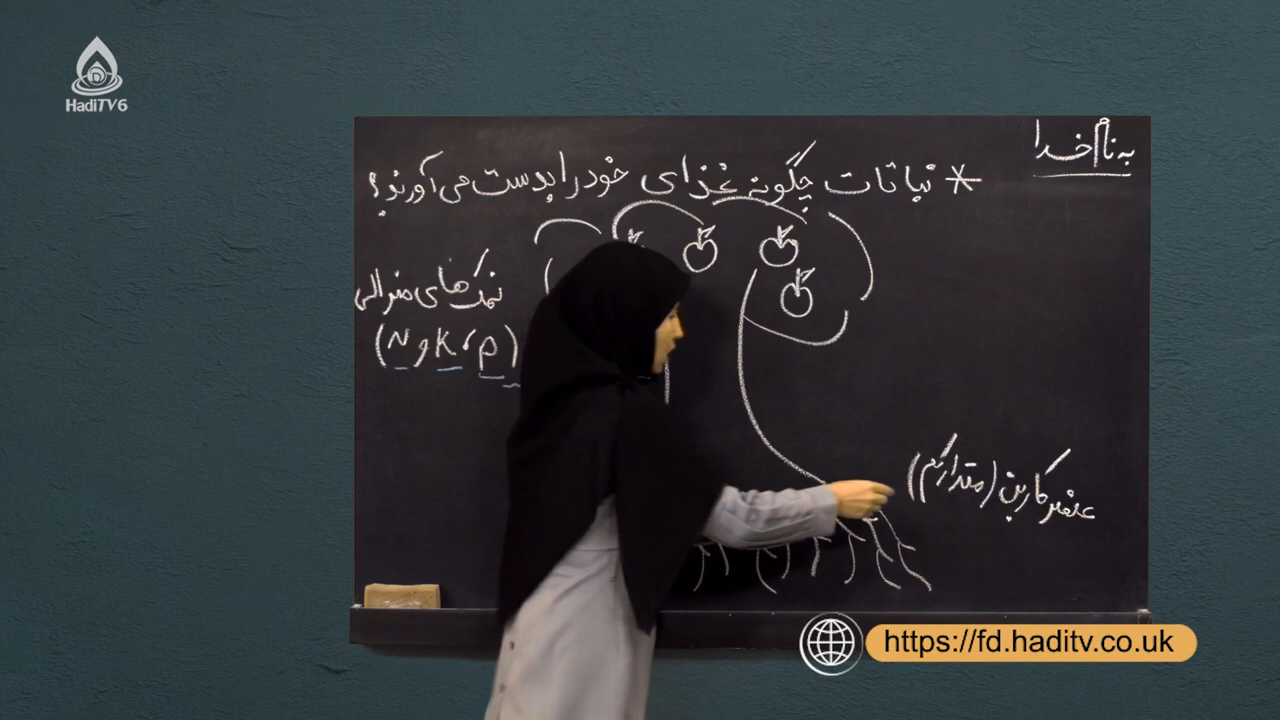 HadiTV6
به نام خدا
* نباتات چگونه غذای خود را بدست می آورند؟
نمک های منرالی
(N و K، P)
عنصر کاربن (مقدار کم)
https://fd.haditv.co.uk